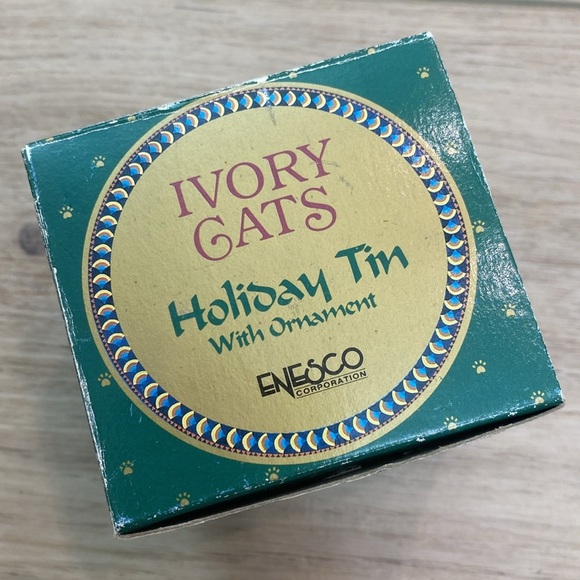 IVORY
CATS
Holiday Tin
With Ornament
ENESCO
CORPORATION